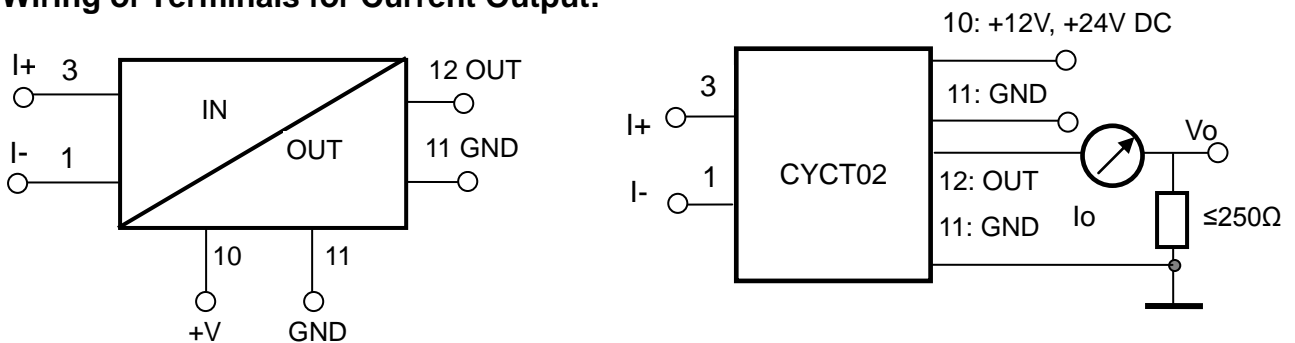 Wiring of Terminals for Current Output:
I+ 3
IN
12 OUT
I- 1
OUT
11 GND
10
11
+V
GND
10: +12V, +24V DC
3
11: GND
I+
Vo
1
CYCT02
I-
12: OUT
Io
≤250Ω
11: GND